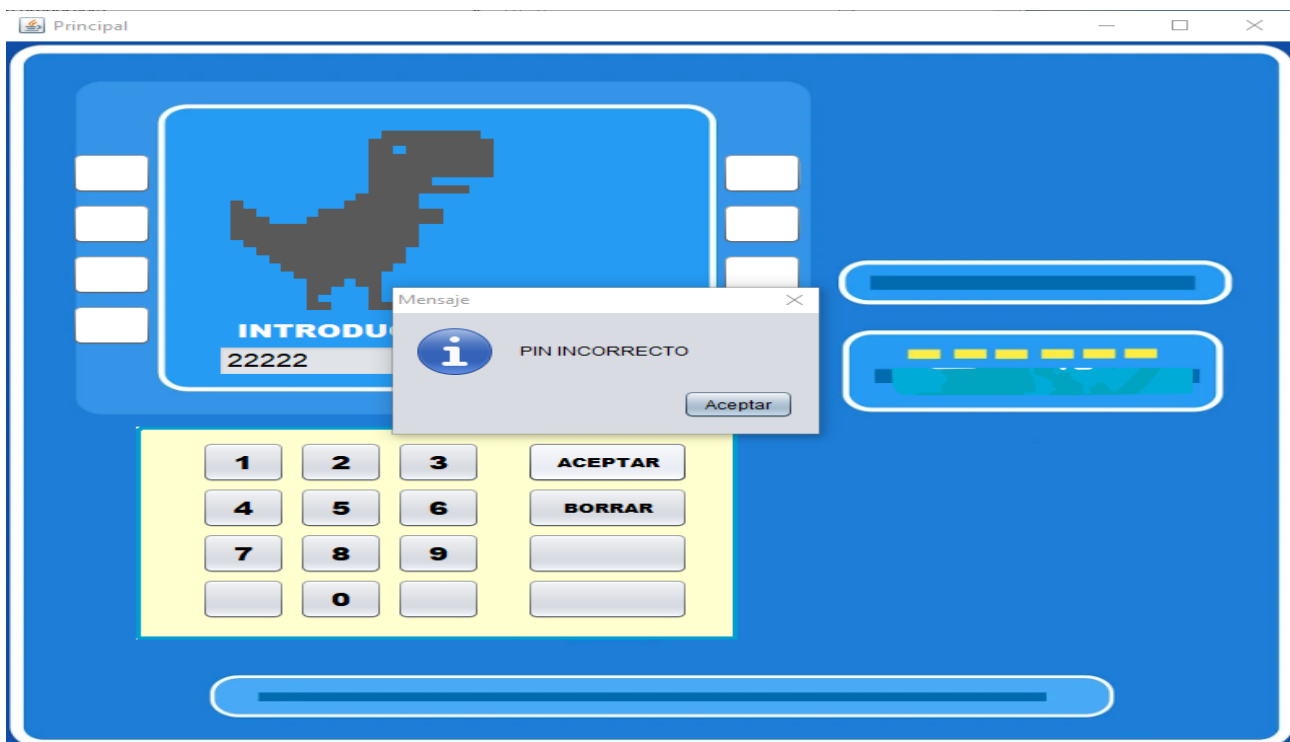 Principal
Mensaje
INTRODU
22222
PIN INCORRECTO
Aceptar
1 2 3 ACEPTAR
4 5 6 BORRAR
7 8 9
0